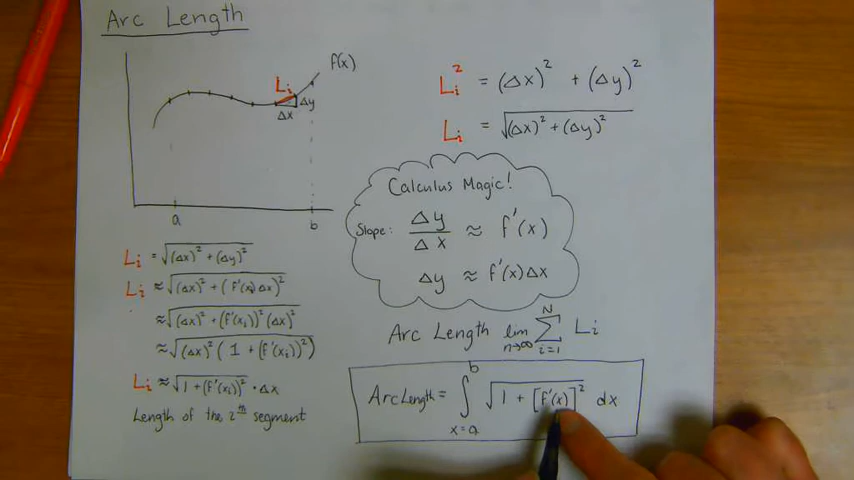 Arc Length
f(x)
Li
Δy
Δx
a
b
Li² = (Δx)² + (Δy)²
Li = √(Δx)² + (Δy)²
Calculus Magic!
Slope: Δy/Δx ≈ f'(x)
Δy ≈ f'(x)Δx
Li = √(Δx)² + (Δy)²
Li ≈ √(Δx)² + (f'(xi)Δx)²
≈ √(Δx)² + (f'(xi))² (Δx)²
≈ √(Δx)² (1 + (f'(xi))²)
Li ≈ √1 + (f'(xi))² · Δx
Length of the ith segment
Arc Length lim n→∞ N Σ i=1 Li
Arc Length = ∫ b x=a √1 + [f'(x)]² dx